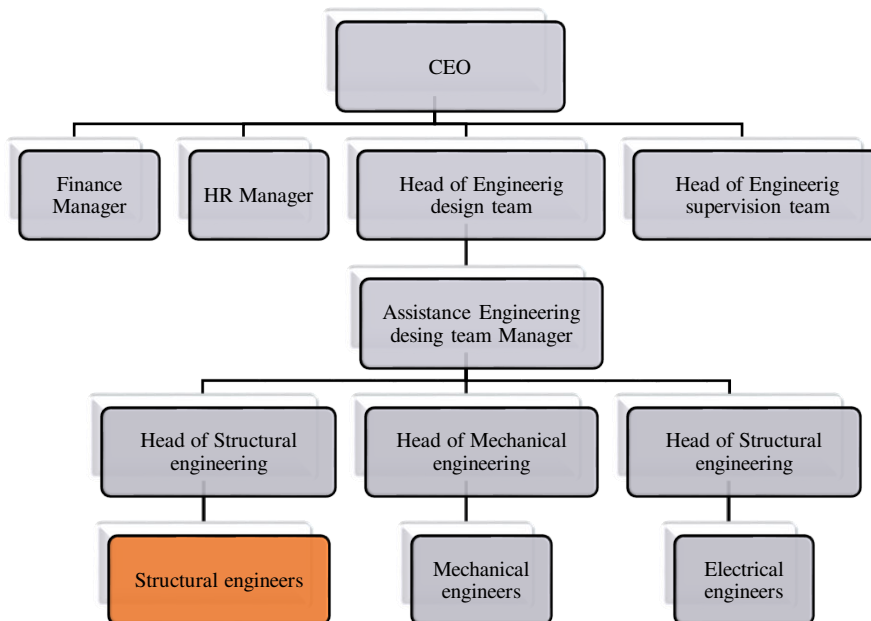 CEO
Finance
Manager
HR Manager
Head of Engineerig
design team
Head of Engineerig
supervision team
Assistance Engineering
desing team Manager
Head of Structural
engineering
Head of Mechanical
engineering
Head of Structural
engineering
Structural engineers
Mechanical
engineers
Electrical
engineers